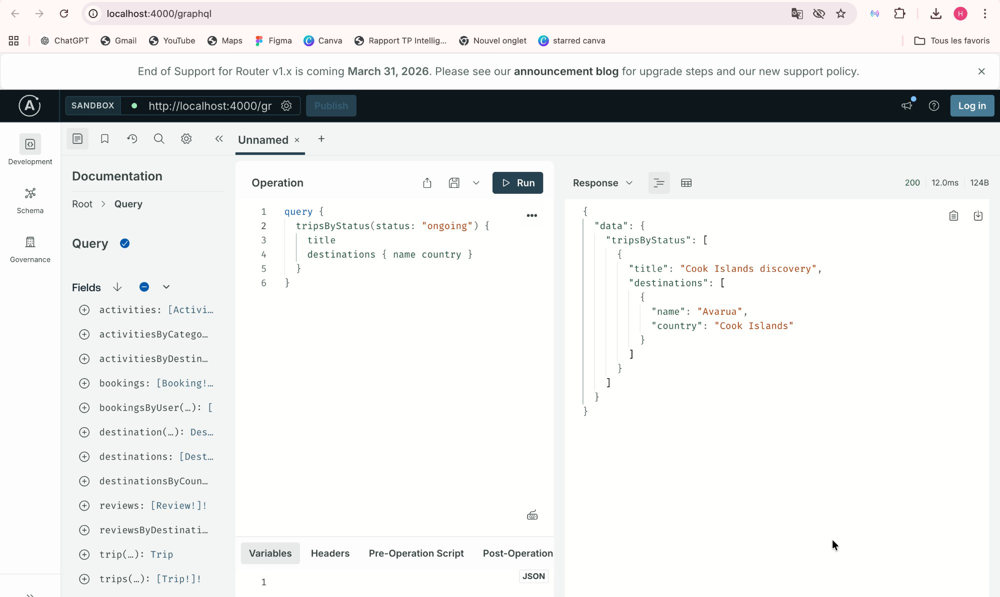 localhost:4000/graphql
H
ChatGPT Gmail YouTube Maps Figma Canva Rapport TP Intellig... Nouvel onglet starred canva Tous les favoris
End of Support for Router v1.x is coming March 31, 2026. Please see our announcement blog for upgrade steps and our new support policy.
SANDBOX http://localhost:4000/gr Publish Log in
Unnamed
Development
Schema
Governance
Documentation
Root > Query
Query
Fields
activities: [Activi…
activitiesByCatego…
activitiesByDestin…
bookings: [Booking!…
bookingsByUser(…): [
destination(…): Des…
destinations: [Dest…
destinationsByCoun…
reviews: [Review!]!
reviewsByDestinati…
trip(…): Trip
trips(…): [Trip!]!
Operation Run
1 query {
2 tripsByStatus(status: "ongoing") {
3 title
4 destinations { name country }
5 }
6 }
Variables Headers Pre-Operation Script Post-Operation
JSON
1
Response 200 12.0ms 124B
{
"data": {
"tripsByStatus": [
{
"title": "Cook Islands discovery",
"destinations": [
{
"name": "Avarua",
"country": "Cook Islands"
}
]
}
]
}
}